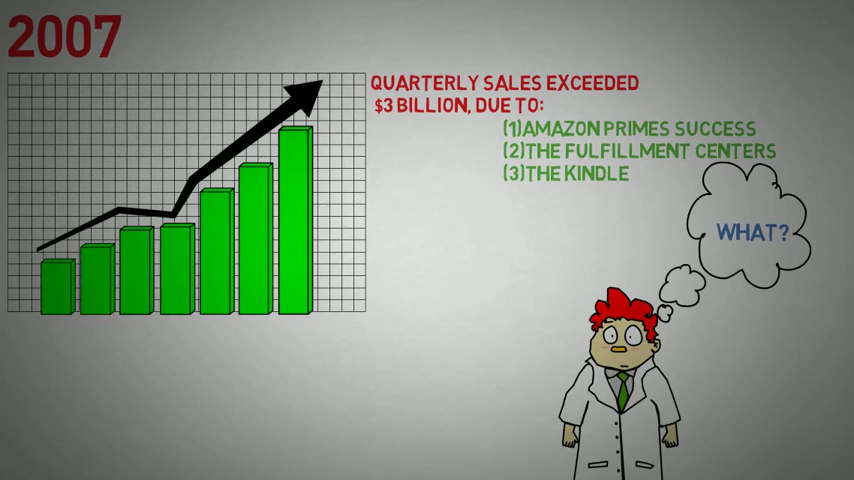 2007
QUARTERLY SALES EXCEEDED
$3 BILLION, DUE TO:
(1)AMAZON PRIMES SUCCESS
(2)THE FULFILLMENT CENTERS
(3)THE KINDLE
WHAT?